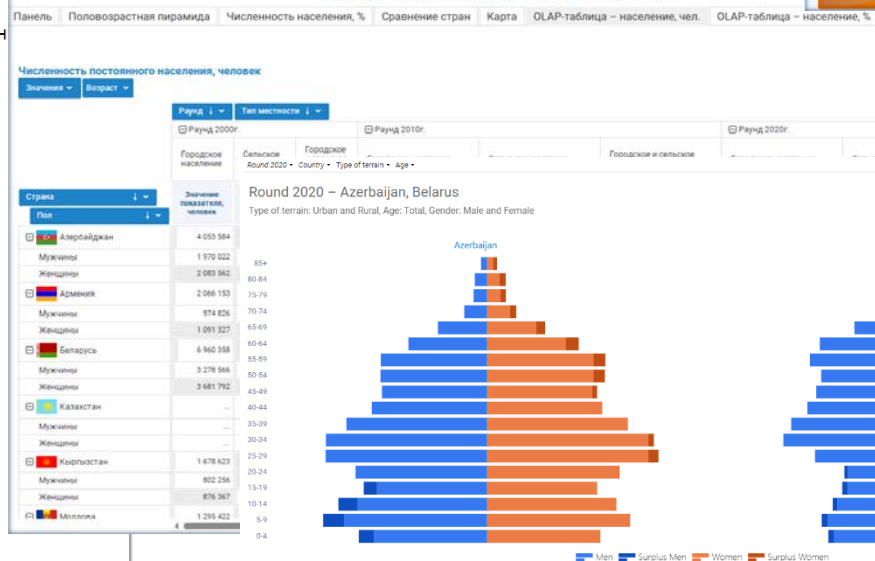 Панель Половозрастная пирамида Численность населения, % Сравнение стран Карта OLAP-таблица – население, чел. OLAP-таблица – население, %
Численность постоянного населения, человек
Значения Возраст
Раунд Тип местности
Раунд 2000г. Раунд 2010г. Раунд 2020г.
Городское население Сельское Городское Городское и сельское
Round 2020 • Country • Type of terrain • Age •
Страна
Пол
Значение показателя, человек
Round 2020 – Azerbaijan, Belarus
Type of terrain: Urban and Rural, Age: Total, Gender: Male and Female
Azerbaijan
Азербайджан 4 053 584
Мужчины 1 970 022
Женщины 2 083 562
Армения 2 066 153
Мужчины 974 826
Женщины 1 091 327
Беларусь 6 960 358
Мужчины 3 278 566
Женщины 3 681 792
Казахстан ...
Мужчины ...
Женщины ...
Кыргызстан 1 678 623
Мужчины 802 256
Женщины 876 367
Молдова 1 295 422
85+
80-84
75-79
70-74
65-69
60-64
55-59
50-54
45-49
40-44
35-39
30-34
25-29
20-24
15-19
10-14
5-9
0-4
Men Surplus Men Women Surplus Women